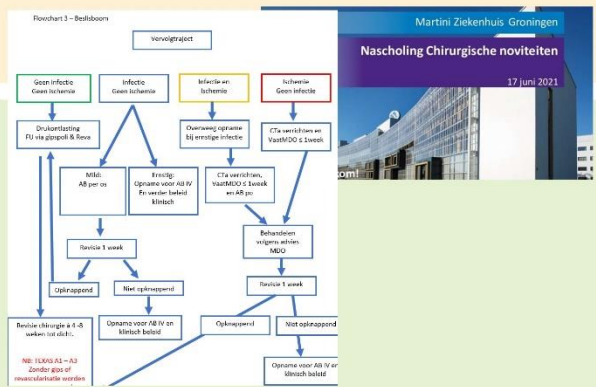 Flowchart 3 – Beslisboom
Vervolgtraject
Geen infectie
Geen ischemie
Infectie
Geen ischemie
Infectie en
Ischemie
Ischemie
Geen infectie
Drukontlasting
FU via gipspoli & Reva
Overweeg opname
bij ernstige infectie
CTa verrichten en
VaatMDO ≤ 1week
Mild:
AB per os
Ernstig:
Opname voor AB IV
En verder beleid
klinisch
CTa verrichten,
VaatMDO ≤ 1week
en AB po
Behandelen
volgens advies
MDO
Revisie 1 week
Revisie 1 week
Opknappend
Niet opknappend
Revisie chirurgie à 4 -8
weken tot dicht.
NB: TEXAS A1 – A3
Zonder gips of
revascularisatie worden
Opname voor AB IV en
klinisch beleid
Opknappend
Niet opknappend
Opname voor AB IV en
klinisch beleid
Martini Ziekenhuis Groningen
Nascholing Chirurgische noviteiten
17 juni 2021